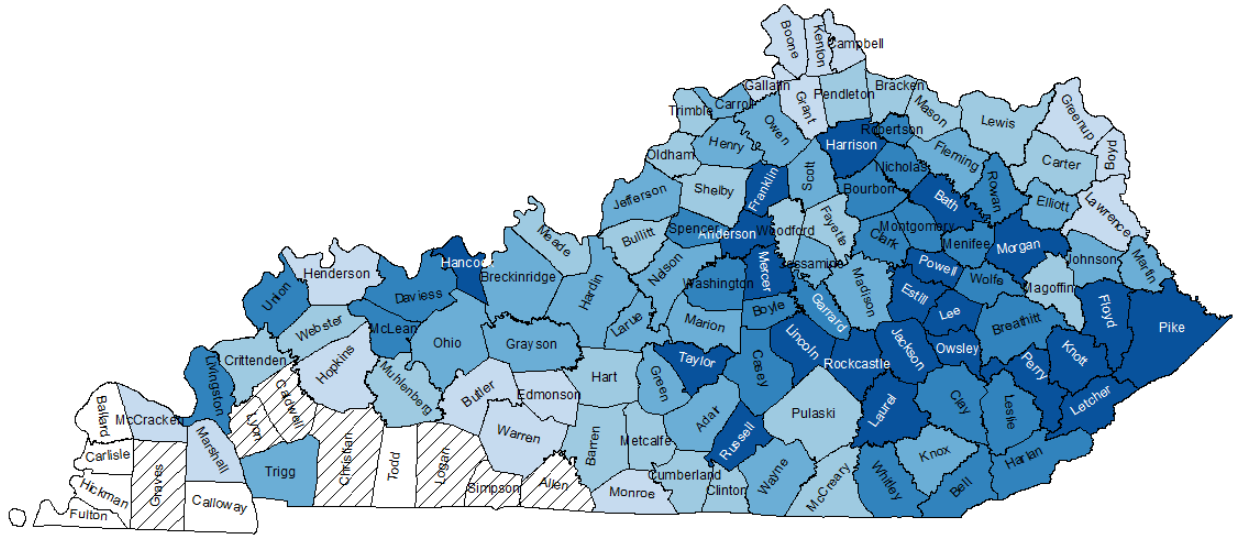 Boone
Kenton
Campbell
Gallatin
Grant
Pendleton
Bracken
Mason
Lewis
Greenup
Boyd
Trimble
Carroll
Owen
Harrison
Robertson
Fleming
Carter
Oldham
Henry
Scott
Nicholas
Rowan
Elliott
Lawrence
Jefferson
Shelby
Franklin
Bourbon
Bath
Meade
Bullitt
Spencer
Anderson
Woodford
Fayette
Clark
Montgomery
Menifee
Morgan
Johnson
Martin
Henderson
Hancock
Breckinridge
Hardin
Nelson
Washington
Mercer
Jessamine
Madison
Powell
Wolfe
Magoffin
Union
Daviess
Webster
McLean
Ohio
Grayson
Larue
Marion
Boyle
Garrard
Estill
Lee
Breathitt
Floyd
Pike
Livingston
Crittenden
Hopkins
Muhlenberg
Butler
Edmonson
Hart
Green
Taylor
Casey
Lincoln
Rockcastle
Jackson
Owsley
Perry
Knott
Letcher
Ballard
McCracken
Marshall
Lyon
Caldwell
Christian
Todd
Logan
Warren
Barren
Metcalfe
Adair
Russell
Pulaski
Laurel
Clay
Leslie
Carlisle
Graves
Trigg
Simpson
Allen
Monroe
Cumberland
Clinton
Wayne
McCreary
Whitley
Knox
Bell
Harlan
Hickman
Fulton
Calloway